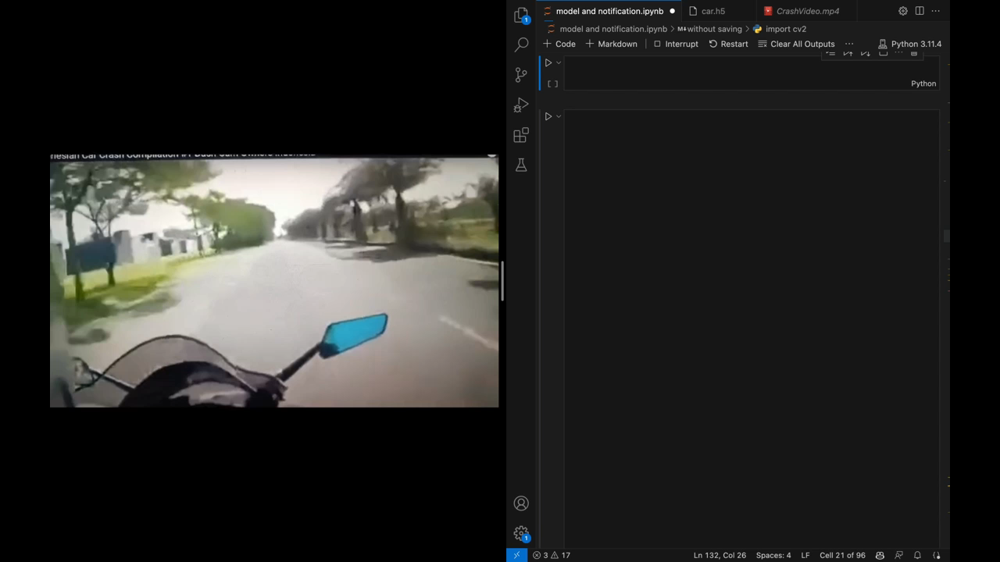 nesian Car Crash Compilation #1 Dash Cam Owners Indonesia
model and notification.ipynb
car.h5
CrashVideo.mp4
model and notification.ipynb > M↓ without saving > import cv2
+ Code + Markdown Interrupt Restart Clear All Outputs ... Python 3.11.4
[ ]
Python
1
1
3 17
Ln 132, Col 26 Spaces: 4 LF Cell 21 of 96